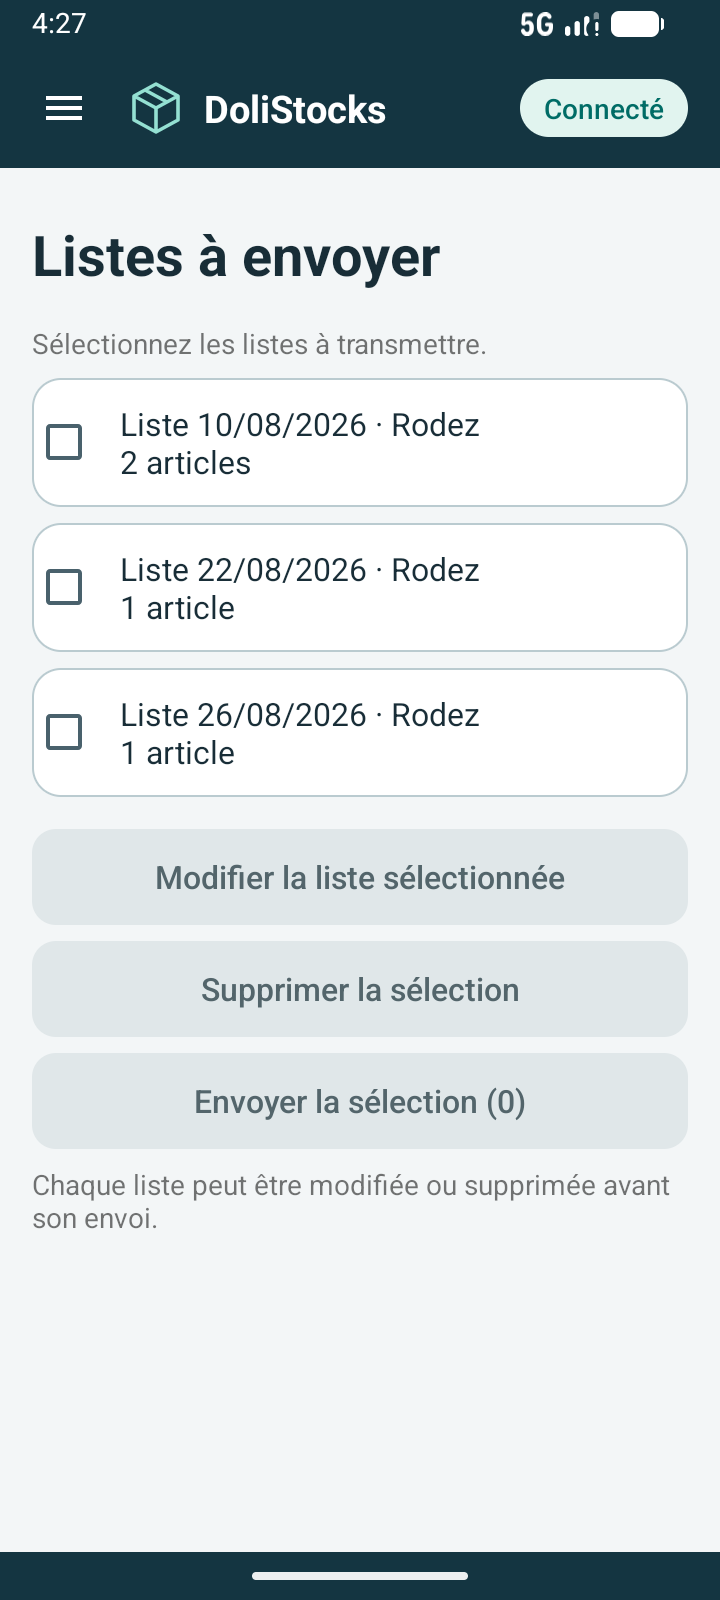 4:27
5G
DoliStocks
Connecté
Listes à envoyer
Sélectionnez les listes à transmettre.
Liste 10/08/2026 · Rodez
2 articles
Liste 22/08/2026 · Rodez
1 article
Liste 26/08/2026 · Rodez
1 article
Modifier la liste sélectionnée
Supprimer la sélection
Envoyer la sélection (0)
Chaque liste peut être modifiée ou supprimée avant
son envoi.